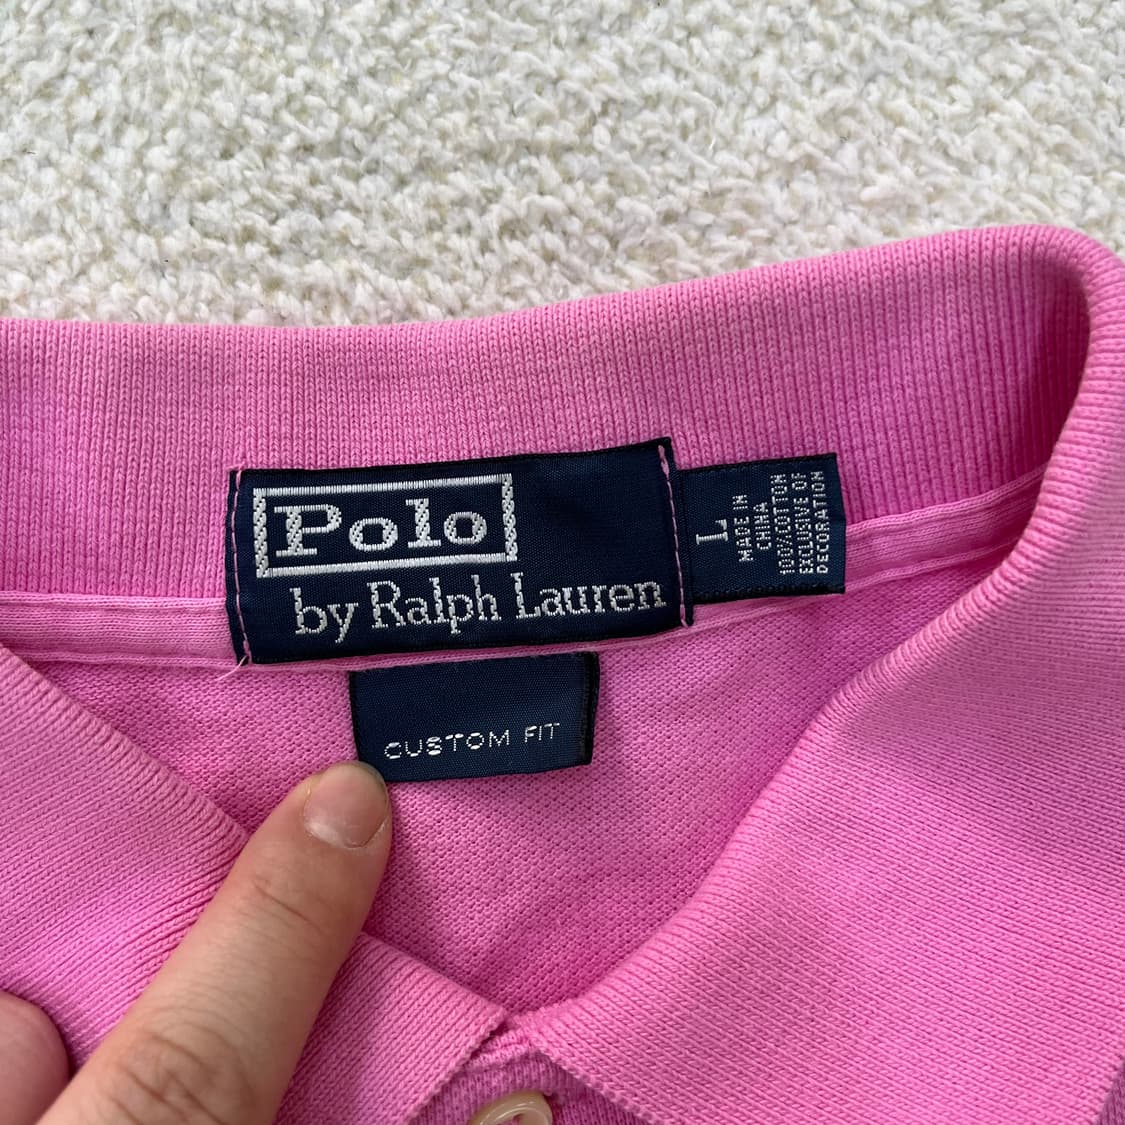 Polo
by Ralph Lauren
L
MADE IN
CHINA
100% COTTON
EXCLUSIVE OF
DECORATION
CUSTOM FIT